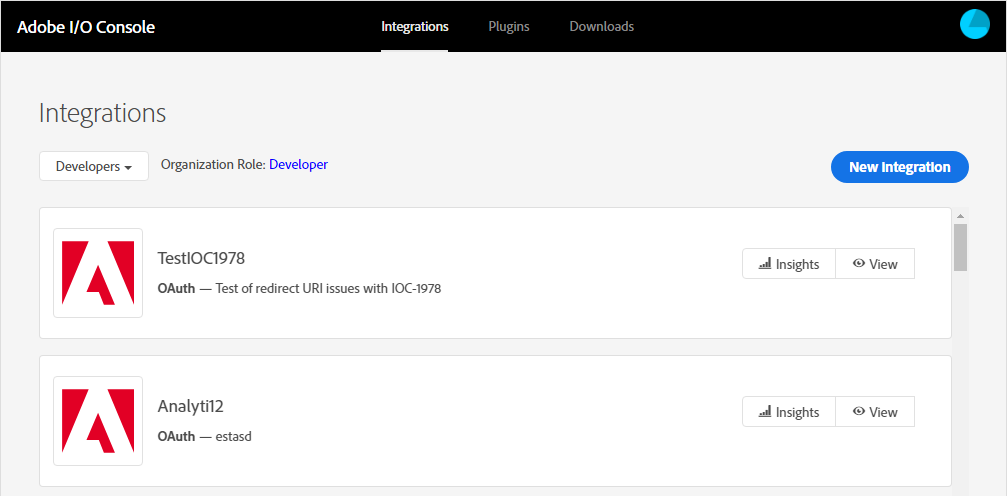 Adobe I/O Console Integrations Plugins Downloads
Integrations
Developers Organization Role: Developer New Integration
TestIOC1978
Insights View
OAuth — Test of redirect URI issues with IOC-1978
Analyti12
Insights View
OAuth — estasd